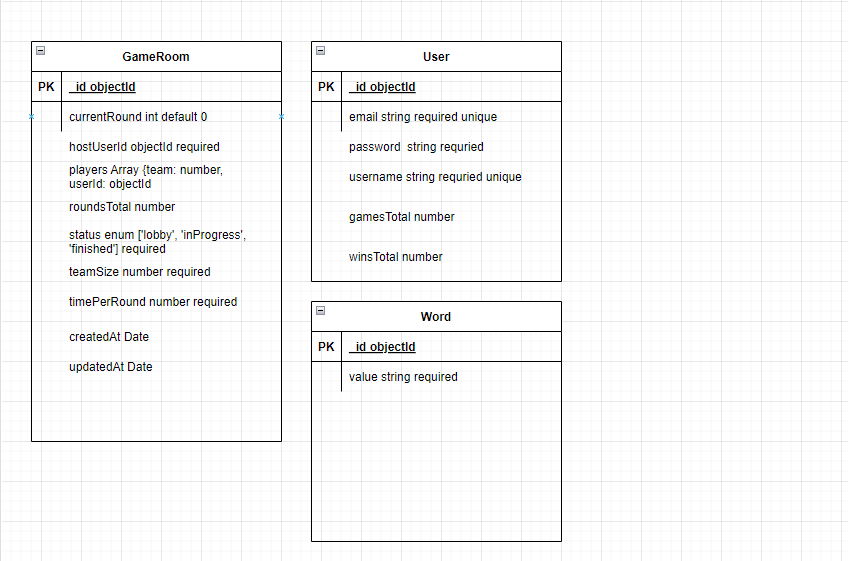 GameRoom
PK _id objectId
currentRound int default 0
hostUserId objectId required
players Array {team: number,
userId: objectId
roundsTotal number
status enum ['lobby', 'inProgress',
'finished'] required
teamSize number required
timePerRound number required
createdAt Date
updatedAt Date
User
PK _id objectId
email string required unique
password string requried
username string requried unique
gamesTotal number
winsTotal number
Word
PK _id objectId
value string required